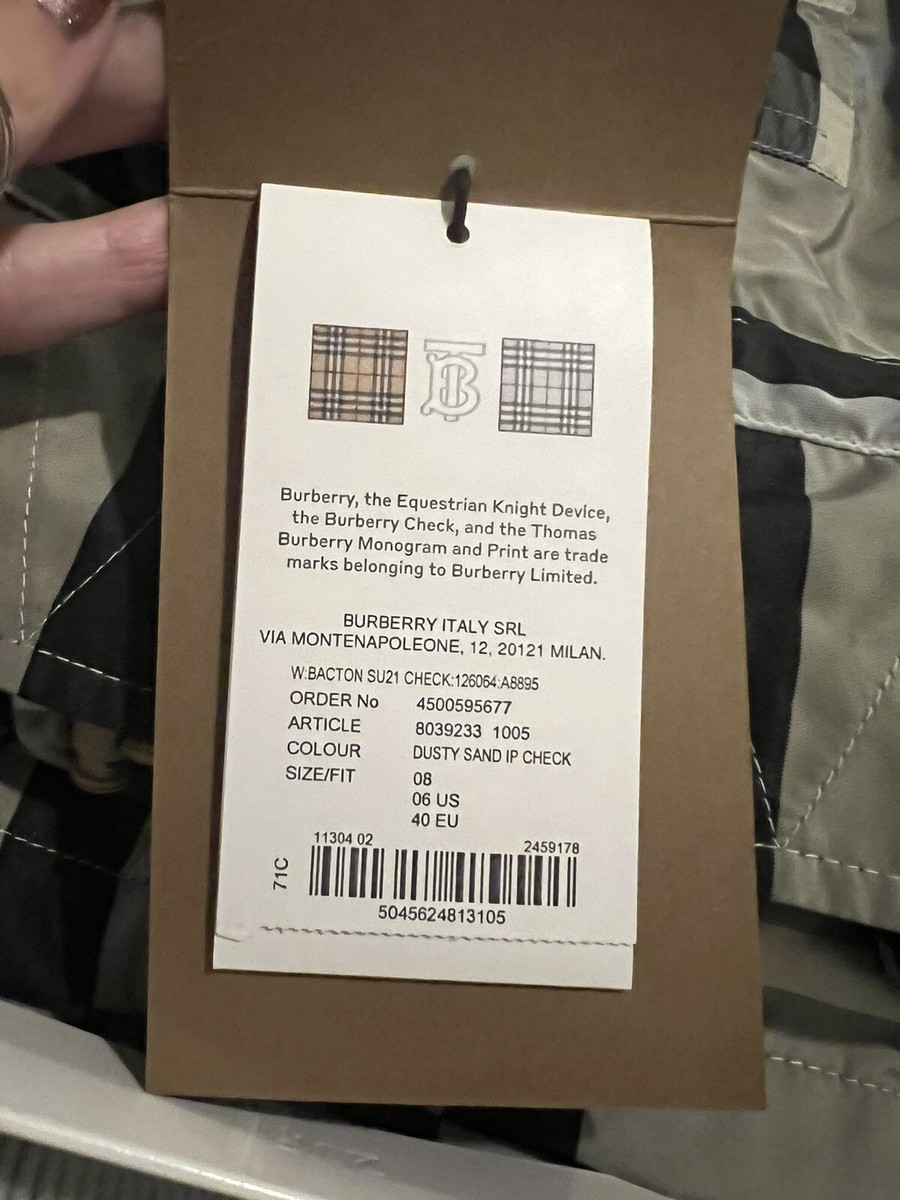 Burberry, the Equestrian Knight Device,
the Burberry Check, and the Thomas
Burberry Monogram and Print are trade
marks belonging to Burberry Limited.
BURBERRY ITALY SRL
VIA MONTENAPOLEONE, 12, 20121 MILAN.
W:BACTON SU21 CHECK:126064:A8895
ORDER No 4500595677
ARTICLE 8039233 1005
COLOUR DUSTY SAND IP CHECK
SIZE/FIT 08
06 US
40 EU
11304 02 2459178
71C
5045624813105